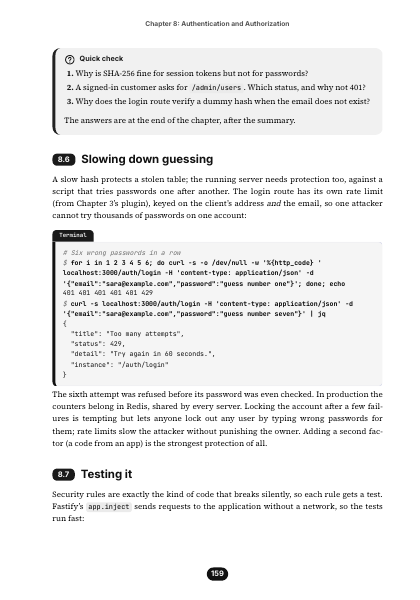 Chapter 8: Authentication and Authorization
Quick check
1. Why is SHA-256 fine for session tokens but not for passwords?
2. A signed-in customer asks for /admin/users. Which status, and why not 401?
3. Why does the login route verify a dummy hash when the email does not exist?
The answers are at the end of the chapter, after the summary.
8.6 Slowing down guessing
A slow hash protects a stolen table; the running server needs protection too, against a
script that tries passwords one after another. The login route has its own rate limit
(from Chapter 3's plugin), keyed on the client's address and the email, so one attacker
cannot try thousands of passwords on one account:
Terminal
# Six wrong passwords in a row
$ for i in 1 2 3 4 5 6; do curl -s -o /dev/null -w '%{http_code} '
localhost:3000/auth/login -H 'content-type: application/json' -d
'{"email":"sara@example.com","password":"guess number one"}'; done; echo
401 401 401 401 401 429
$ curl -s localhost:3000/auth/login -H 'content-type: application/json' -d
'{"email":"sara@example.com","password":"guess number seven"}' | jq
{
"title": "Too many attempts",
"status": 429,
"detail": "Try again in 60 seconds.",
"instance": "/auth/login"
}
The sixth attempt was refused before its password was even checked. In production the
counters belong in Redis, shared by every server. Locking the account after a few fail-
ures is tempting but lets anyone lock out any user by typing wrong passwords for
them; rate limits slow the attacker without punishing the owner. Adding a second fac-
tor (a code from an app) is the strongest protection of all.
8.7 Testing it
Security rules are exactly the kind of code that breaks silently, so each rule gets a test.
Fastify's app.inject sends requests to the application without a network, so the tests
run fast:
159